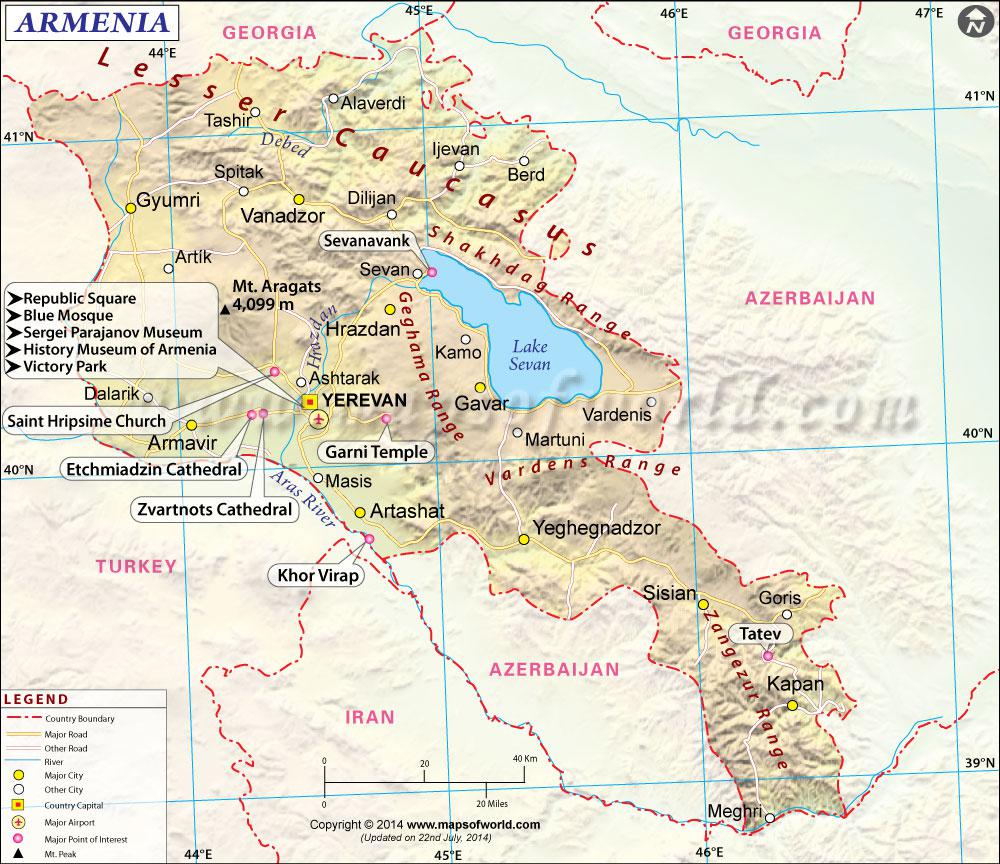 ARMENIA
45°E
46°E
47°E
N
GEORGIA
GEORGIA
44°E
Lesser Caucasus
Alaverdi
Tashir
41°N
41°N
Debed
Ijevan
Berd
Spitak
Gyumri
Vanadzor
Dilijan
Sevanavank
Shakhdag Range
Artik
Sevan
Mt. Aragats
4,099 m
AZERBAIJAN
Republic Square
Blue Mosque
Sergei Parajanov Museum
History Museum of Armenia
Victory Park
Hrazdan
Hrazdan
Geghama Range
Kamo
Lake
Sevan
Ashtarak
Dalarik
YEREVAN
Gavar
Vardenis
www.mapsofworld.com
Saint Hripsime Church
Armavir
Garni Temple
Martuni
40°N
40°N
Etchmiadzin Cathedral
Vardens Range
Masis
Aras River
Zvartnots Cathedral
Artashat
Yeghegnadzor
TURKEY
Khor Virap
Sisian
Goris
Tatev
Zangezur Range
AZERBAIJAN
Kapan
IRAN
LEGEND
Country Boundary
Major Road
Other Road
River
Major City
Other City
Country Capital
Major Airport
Major Point of Interest
Mt. Peak
0 20 40 Km
0 20 Miles
39°N
Meghri
Copyright © 2014 www.mapsofworld.com
(Updated on 22nd July, 2014)
44°E
45°E
46°E